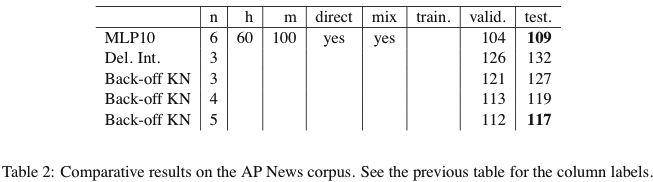 n h m direct mix train. valid. test.
MLP10 6 60 100 yes yes 104 109
Del. Int. 3 126 132
Back-off KN 3 121 127
Back-off KN 4 113 119
Back-off KN 5 112 117
Table 2: Comparative results on the AP News corpus. See the previous table for the column labels.